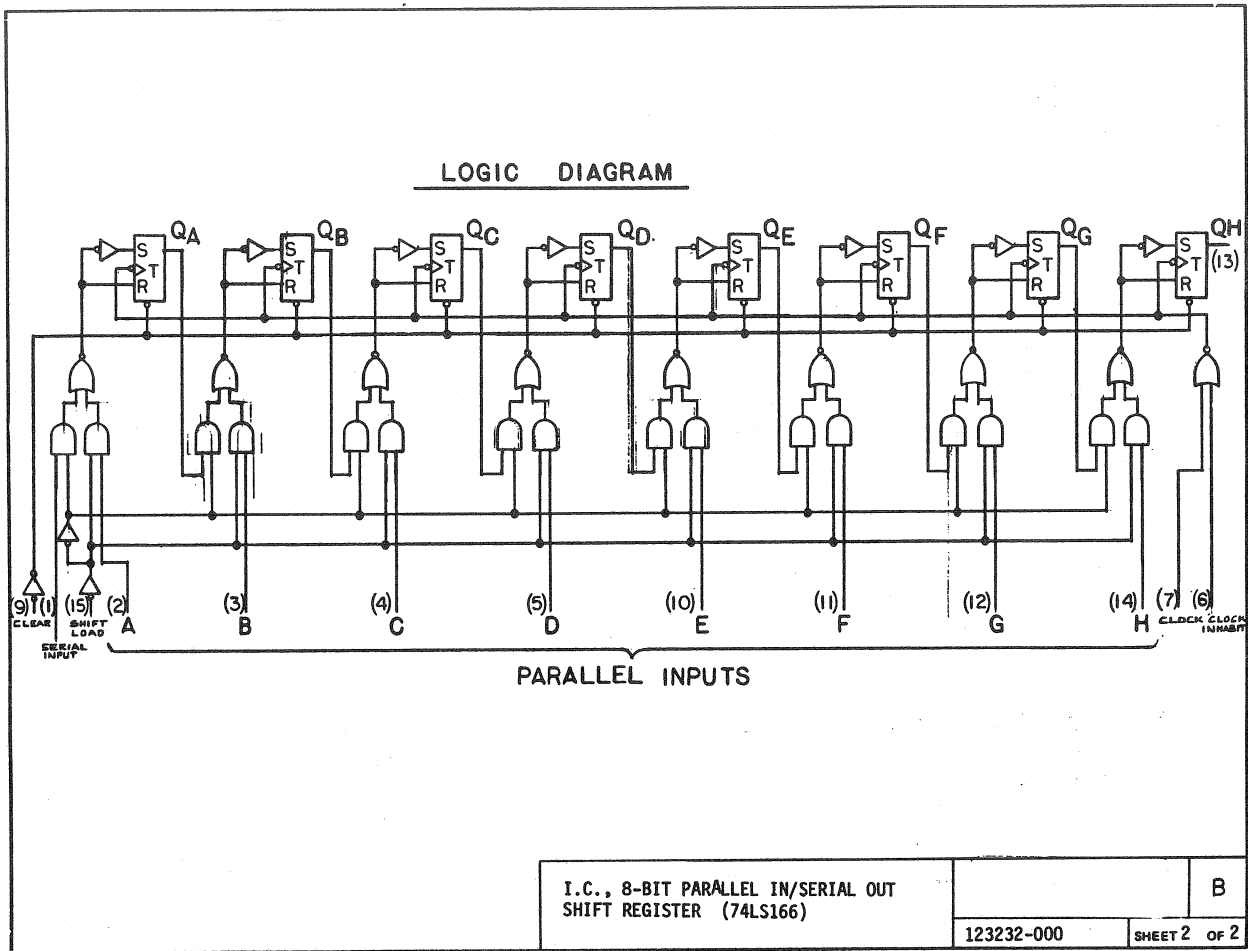 LOGIC DIAGRAM
QA QB QC QD QE QF QG QH
(13)
S T R S T R S T R S T R S T R S T R S T R S T R
(9) (1) (15) (2) (3) (4) (5) (10) (11) (12) (14) (7) (6)
CLEAR SHIFT LOAD A B C D E F G H CLOCK CLOCK INHABIT
SERIAL INPUT
PARALLEL INPUTS
I.C., 8-BIT PARALLEL IN/SERIAL OUT
SHIFT REGISTER (74LS166)
B
123232-000 SHEET 2 OF 2